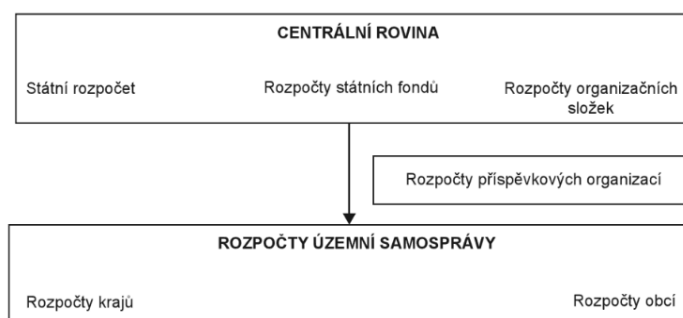 CENTRÁLNÍ ROVINA
Státní rozpočet
Rozpočty státních fondů
Rozpočty organizačních
složek
Rozpočty příspěvkových organizací
ROZPOČTY ÚZEMNÍ SAMOSPRÁVY
Rozpočty krajů
Rozpočty obcí